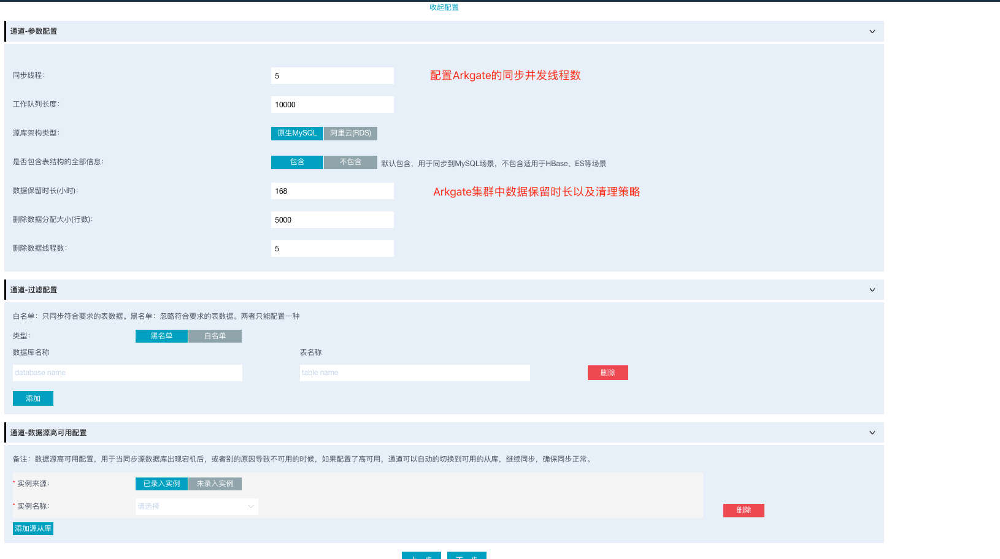 收起配置
通道-参数配置
同步线程: 5 配置Arkgate的同步并发线程数
工作队列长度: 10000
源库架构类型: 原生MySQL 阿里云(RDS)
是否包含表结构的全部信息: 包含 不包含 默认包含，用于同步到MySQL场景，不包含适用于HBase、ES等场景
数据保留时长(小时): 168 Arkgate集群中数据保留时长以及清理策略
删除数据分配大小(行数): 5000
删除数据线程数: 5
通道-过滤配置
白名单：只同步符合要求的表数据。黑名单：忽略符合要求的表数据。两者只能配置一种
类型: 黑名单 白名单
数据库名称 表名称
database name table name 删除
添加
通道-数据源高可用配置
备注：数据源高可用配置，用于当同步源数据库出现宕机后，或者别的原因导致不可用的时候，如果配置了高可用，通道可以自动的切换到可用的从库，继续同步，确保同步正常。
* 实例来源: 已录入实例 未录入实例
* 实例名称: 请选择 删除
添加源从库
上一步 下一步